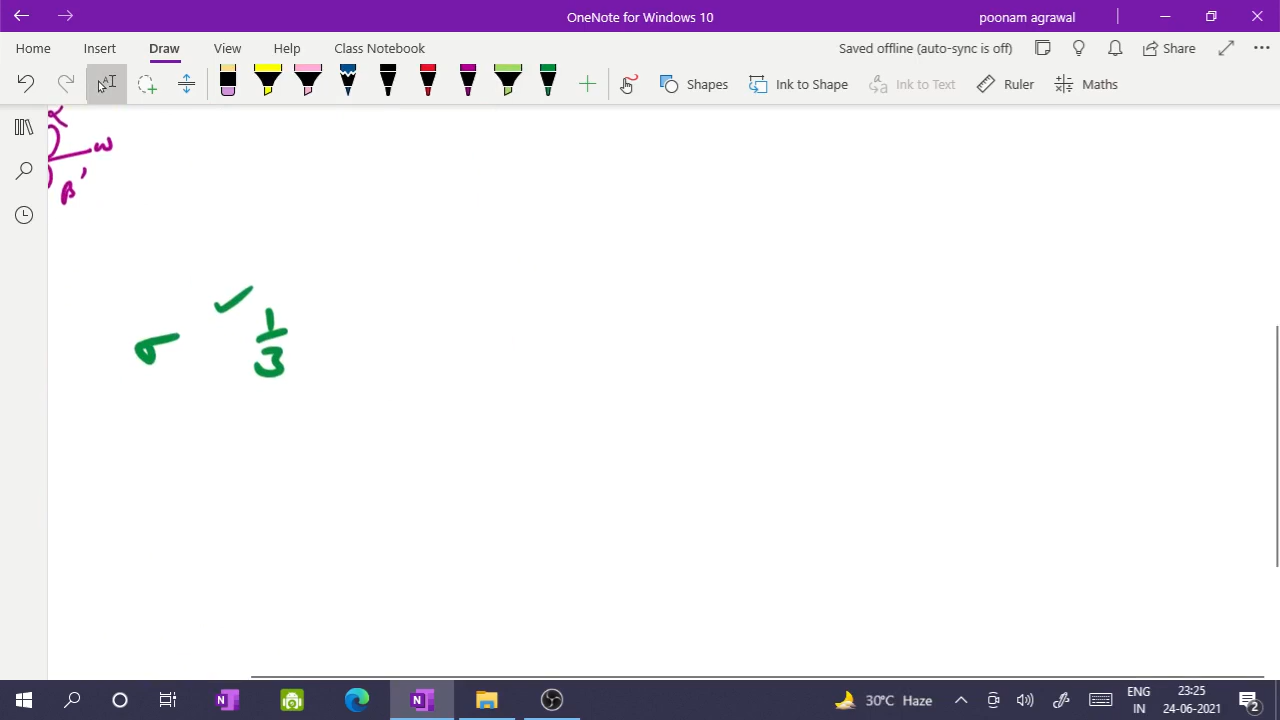 OneNote for Windows 10
poonam agrawal
Home Insert Draw View Help Class Notebook
Saved offline (auto-sync is off) Share
Shapes Ink to Shape Ink to Text Ruler Maths
α
ω
β'
σ 1/3
N N
30°C Haze
ENG
IN
23:25
24-06-2021
2